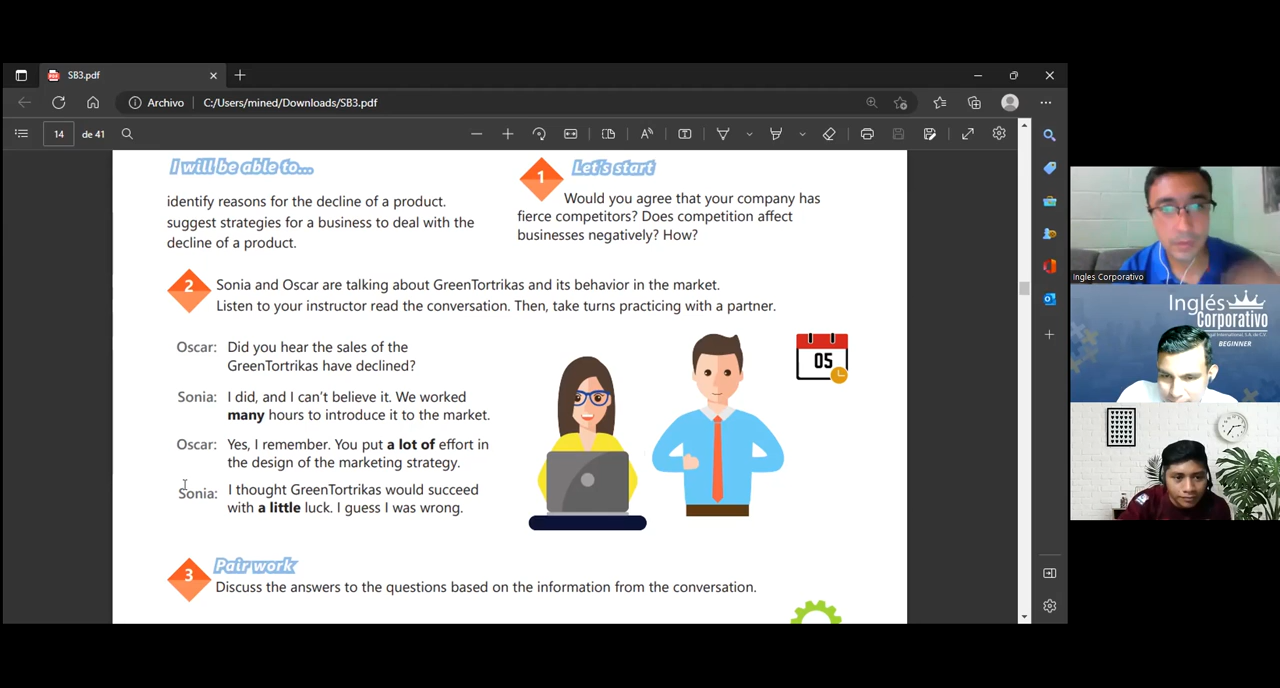 SB3.pdf
Archivo
C:/Users/mined/Downloads/SB3.pdf
14
de 41
I will be able to...
identify reasons for the decline of a product.
suggest strategies for a business to deal with the
decline of a product.
1
Let's start
Would you agree that your company has
fierce competitors? Does competition affect
businesses negatively? How?
2
Sonia and Oscar are talking about GreenTortrikas and its behavior in the market.
Listen to your instructor read the conversation. Then, take turns practicing with a partner.
Oscar: Did you hear the sales of the
GreenTortrikas have declined?
Sonia: I did, and I can't believe it. We worked
many hours to introduce it to the market.
Oscar: Yes, I remember. You put a lot of effort in
the design of the marketing strategy.
Sonia: I thought GreenTortrikas would succeed
with a little luck. I guess I was wrong.
05
3
Pair work
Discuss the answers to the questions based on the information from the conversation.
Ingles Corporativo
Inglés
Corporativo
BEGINNER